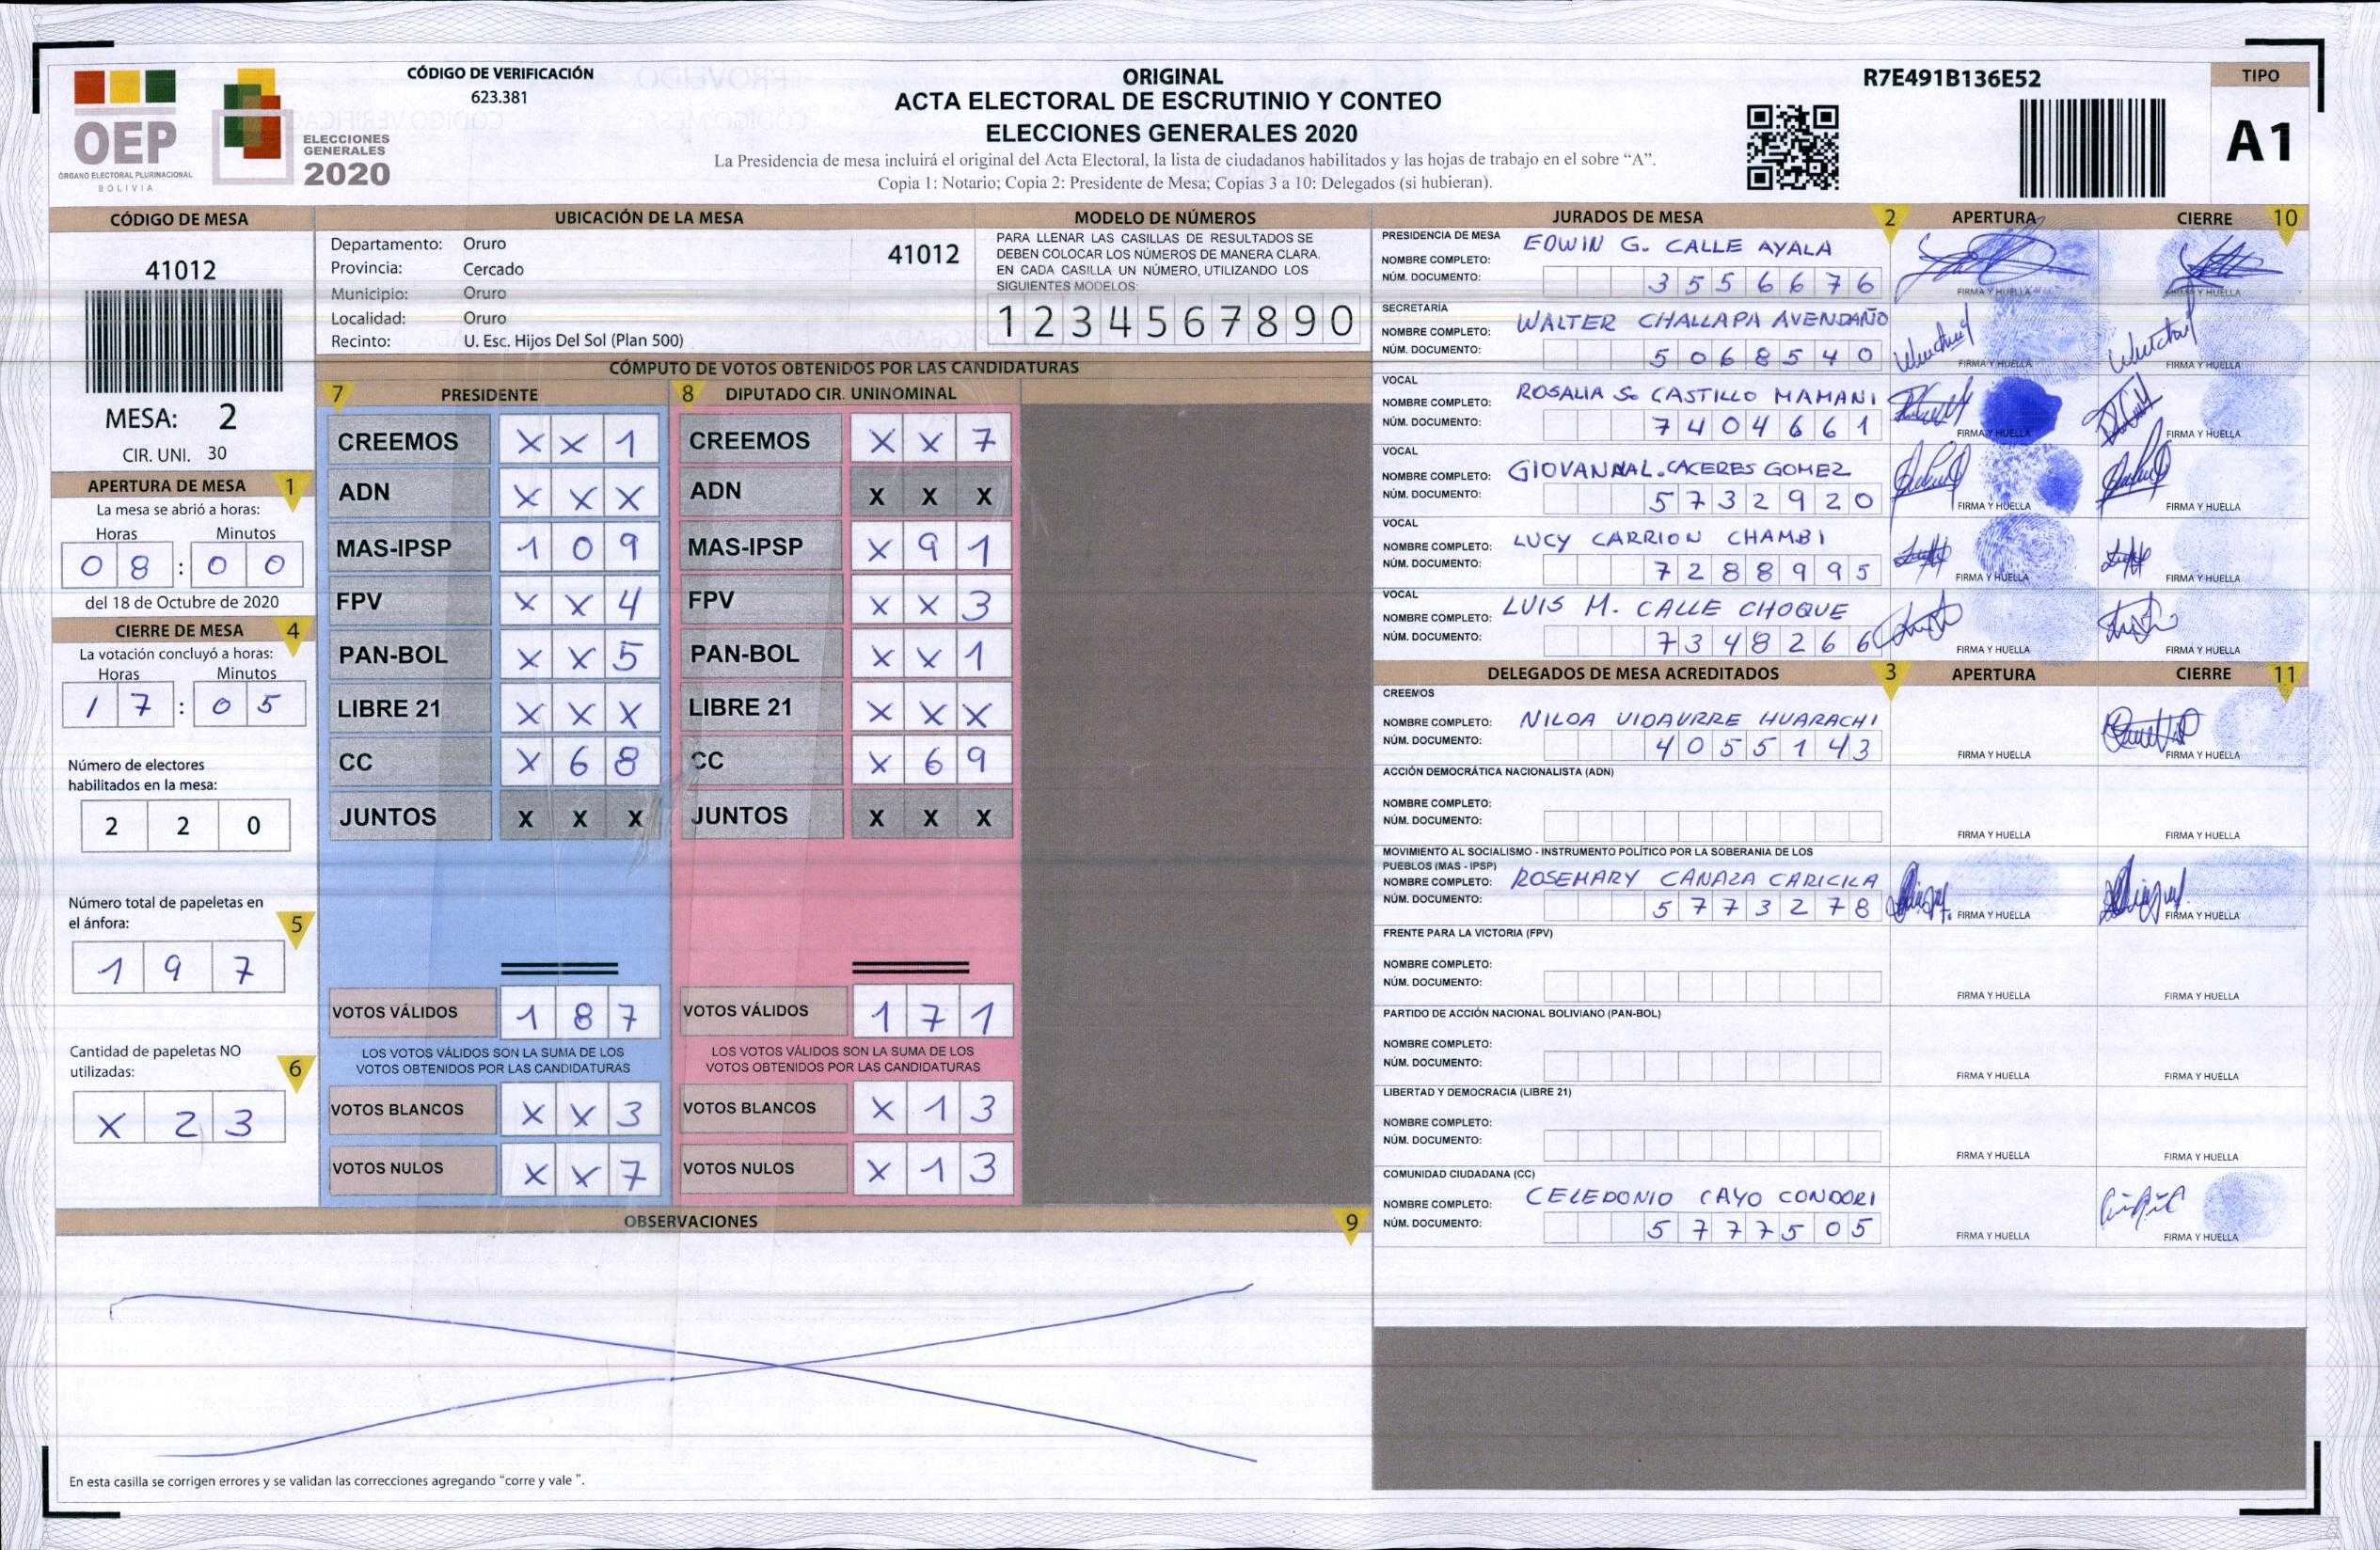 OEP
ÓRGANO ELECTORAL PLURINACIONAL
BOLIVIA
ELECCIONES
GENERALES
2020
CÓDIGO DE VERIFICACIÓN
623.381
ORIGINAL
ACTA ELECTORAL DE ESCRUTINIO Y CONTEO
ELECCIONES GENERALES 2020
La Presidencia de mesa incluirá el original del Acta Electoral, la lista de ciudadanos habilitados y las hojas de trabajo en el sobre “A”.
Copia 1: Notario; Copia 2: Presidente de Mesa; Copias 3 a 10: Delegados (si hubieran).
R7E491B136E52
TIPO
A1
CÓDIGO DE MESA
41012
MESA: 2
CIR. UNI. 30
APERTURA DE MESA 1
La mesa se abrió a horas:
Horas Minutos
08:00
del 18 de Octubre de 2020
CIERRE DE MESA 4
La votación concluyó a horas:
Horas Minutos
17:05
Número de electores
habilitados en la mesa:
220
Número total de papeletas en
el ánfora: 5
197
Cantidad de papeletas NO
utilizadas: 6
X 2 3
UBICACIÓN DE LA MESA
Departamento: Oruro 41012
Provincia: Cercado
Municipio: Oruro
Localidad: Oruro
Recinto: U. Esc. Hijos Del Sol (Plan 500)
MODELO DE NÚMEROS
PARA LLENAR LAS CASILLAS DE RESULTADOS SE
DEBEN COLOCAR LOS NÚMEROS DE MANERA CLARA.
EN CADA CASILLA UN NÚMERO, UTILIZANDO LOS
SIGUIENTES MODELOS:
1 2 3 4 5 6 7 8 9 0
CÓMPUTO DE VOTOS OBTENIDOS POR LAS CANDIDATURAS
7 PRESIDENTE
CREEMOS X X 1
ADN X X X
MAS-IPSP 1 0 9
FPV X X 4
PAN-BOL X X 5
LIBRE 21 X X X
CC X 6 8
JUNTOS X X X
VOTOS VÁLIDOS 1 8 7
LOS VOTOS VÁLIDOS SON LA SUMA DE LOS
VOTOS OBTENIDOS POR LAS CANDIDATURAS
VOTOS BLANCOS X X 3
VOTOS NULOS X X 7
8 DIPUTADO CIR. UNINOMINAL
CREEMOS X X 7
ADN X X X
MAS-IPSP X 9 1
FPV X X 3
PAN-BOL X X 1
LIBRE 21 X X X
CC X 6 9
JUNTOS X X X
VOTOS VÁLIDOS 1 7 1
LOS VOTOS VÁLIDOS SON LA SUMA DE LOS
VOTOS OBTENIDOS POR LAS CANDIDATURAS
VOTOS BLANCOS X 1 3
VOTOS NULOS X 1 3
OBSERVACIONES 9
En esta casilla se corrigen errores y se validan las correcciones agregando “corre y vale ”.
JURADOS DE MESA 2 APERTURA CIERRE 10
PRESIDENCIA DE MESA
NOMBRE COMPLETO: EDWIN G. CALLE AYALA
NÚM. DOCUMENTO: 3556676
FIRMA Y HUELLA FIRMA Y HUELLA
SECRETARÍA
NOMBRE COMPLETO: WALTER CHALLAPA AVENDAÑO
NÚM. DOCUMENTO: 5068540
FIRMA Y HUELLA FIRMA Y HUELLA
VOCAL
NOMBRE COMPLETO: ROSALIA S. CASTILLO MAMANI
NÚM. DOCUMENTO: 7404661
FIRMA Y HUELLA FIRMA Y HUELLA
VOCAL
NOMBRE COMPLETO: GIOVANNA L. CACERES GOMEZ
NÚM. DOCUMENTO: 5732920
FIRMA Y HUELLA FIRMA Y HUELLA
VOCAL
NOMBRE COMPLETO: LUCY CARRION CHAMBI
NÚM. DOCUMENTO: 7288995
FIRMA Y HUELLA FIRMA Y HUELLA
VOCAL
NOMBRE COMPLETO: LUIS M. CALLE CHOQUE
NÚM. DOCUMENTO: 7348266
FIRMA Y HUELLA FIRMA Y HUELLA
DELEGADOS DE MESA ACREDITADOS 3 APERTURA CIERRE 11
CREEMOS
NOMBRE COMPLETO: NILDA VIDAURRE HUARACHI
NÚM. DOCUMENTO: 4055143
FIRMA Y HUELLA FIRMA Y HUELLA
ACCIÓN DEMOCRÁTICA NACIONALISTA (ADN)
NOMBRE COMPLETO:
NÚM. DOCUMENTO:
FIRMA Y HUELLA FIRMA Y HUELLA
MOVIMIENTO AL SOCIALISMO - INSTRUMENTO POLÍTICO POR LA SOBERANIA DE LOS
PUEBLOS (MAS - IPSP)
NOMBRE COMPLETO: ROSEMARY CANAZA CARICILA
NÚM. DOCUMENTO: 5773278
FIRMA Y HUELLA FIRMA Y HUELLA
FRENTE PARA LA VICTORIA (FPV)
NOMBRE COMPLETO:
NÚM. DOCUMENTO:
FIRMA Y HUELLA FIRMA Y HUELLA
PARTIDO DE ACCIÓN NACIONAL BOLIVIANO (PAN-BOL)
NOMBRE COMPLETO:
NÚM. DOCUMENTO:
FIRMA Y HUELLA FIRMA Y HUELLA
LIBERTAD Y DEMOCRACIA (LIBRE 21)
NOMBRE COMPLETO:
NÚM. DOCUMENTO:
FIRMA Y HUELLA FIRMA Y HUELLA
COMUNIDAD CIUDADANA (CC)
NOMBRE COMPLETO: CELEDONIO CAYO CONDORI
NÚM. DOCUMENTO: 5777505
FIRMA Y HUELLA FIRMA Y HUELLA